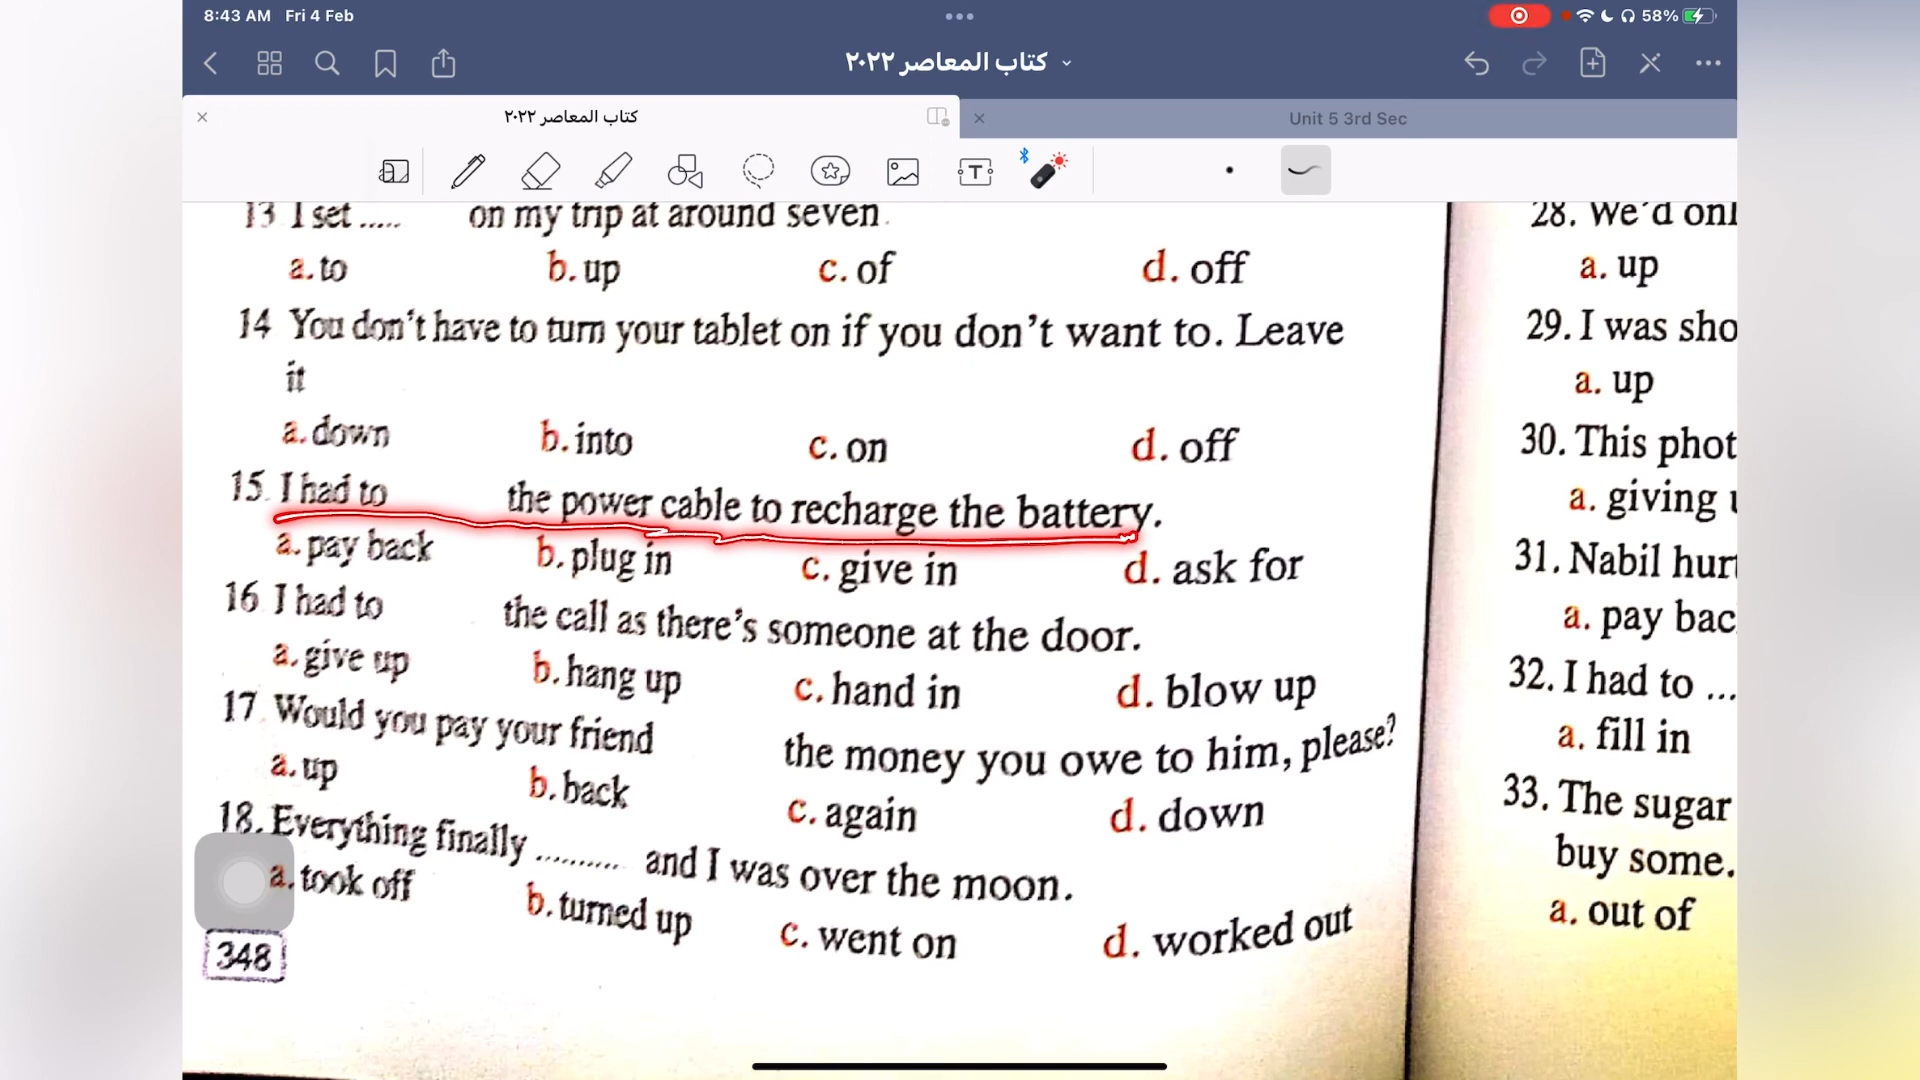 8:43 AM Fri 4 Feb
58%
كتاب المعاصر ٢٠٢٢
كتاب المعاصر ٢٠٢٢
Unit 5 3rd Sec
13 I set ..... on my trip at around seven.
a. to b. up c. of d. off
14 You don't have to turn your tablet on if you don't want to. Leave
it
a. down b. into c. on d. off
15. I had to the power cable to recharge the battery.
a. pay back b. plug in c. give in d. ask for
16 I had to the call as there's someone at the door.
a. give up b. hang up c. hand in d. blow up
17. Would you pay your friend the money you owe to him, please?
a. up b. back c. again d. down
18. Everything finally .......... and I was over the moon.
a. took off b. turned up c. went on d. worked out
348
28. We'd onl
a. up
29. I was sho
a. up
30. This phot
a. giving u
31. Nabil hurt
a. pay bac
32. I had to ...
a. fill in
33. The sugar
buy some.
a. out of